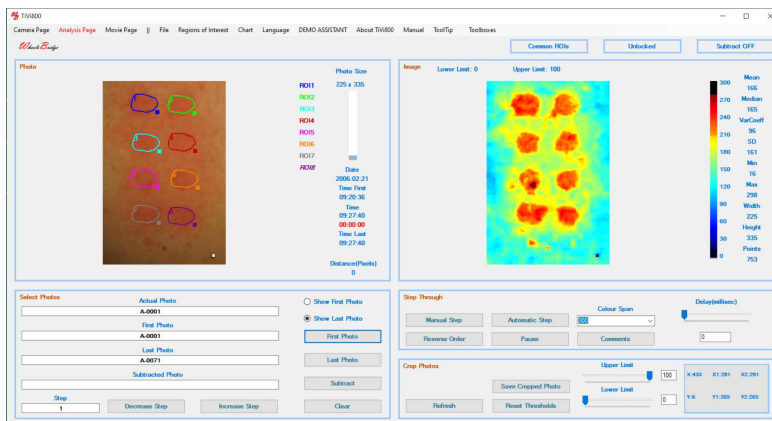 TiVi800
Camera Page Analysis Page Movie Page || File Regions of Interest Chart Language DEMO ASSISTANT About TiVi800 Manual ToolTip Toolboxes
Wheels Bridge
Common ROIs Unlocked Subtract OFF
Photo
Photo Size
225 x 335
ROI1
ROI2
ROI3
ROI4
ROI5
ROI6
ROI7
ROI8
Date
2006:02:21
Time First
09:20:36
Time
09:27:40
00:00:00
Time Last
09:27:40
Distance(Pixels)
0
Image Lower Limit: 0 Upper Limit: 100
300
270
240
210
180
150
120
90
60
30
0
Mean
166
Median
165
VarCoeff
96
SD
161
Min
16
Max
298
Width
225
Height
335
Points
753
Select Photos
Actual Photo
A-0001
First Photo
A-0001
Last Photo
A-0071
Subtracted Photo
Step
1
Decrease Step Increase Step
Show First Photo
Show Last Photo
First Photo
Last Photo
Subtract
Clear
Step Through
Manual Step Automatic Step
Reverse Order Pause Comments
Colour Span
300
Delay(millisec)
0
Crop Photos
Save Cropped Photo
Refresh Reset Thresholds
Upper Limit
100
Lower Limit
0
X:455 X1:291 X2:291
Y:6 Y1:265 Y2:265